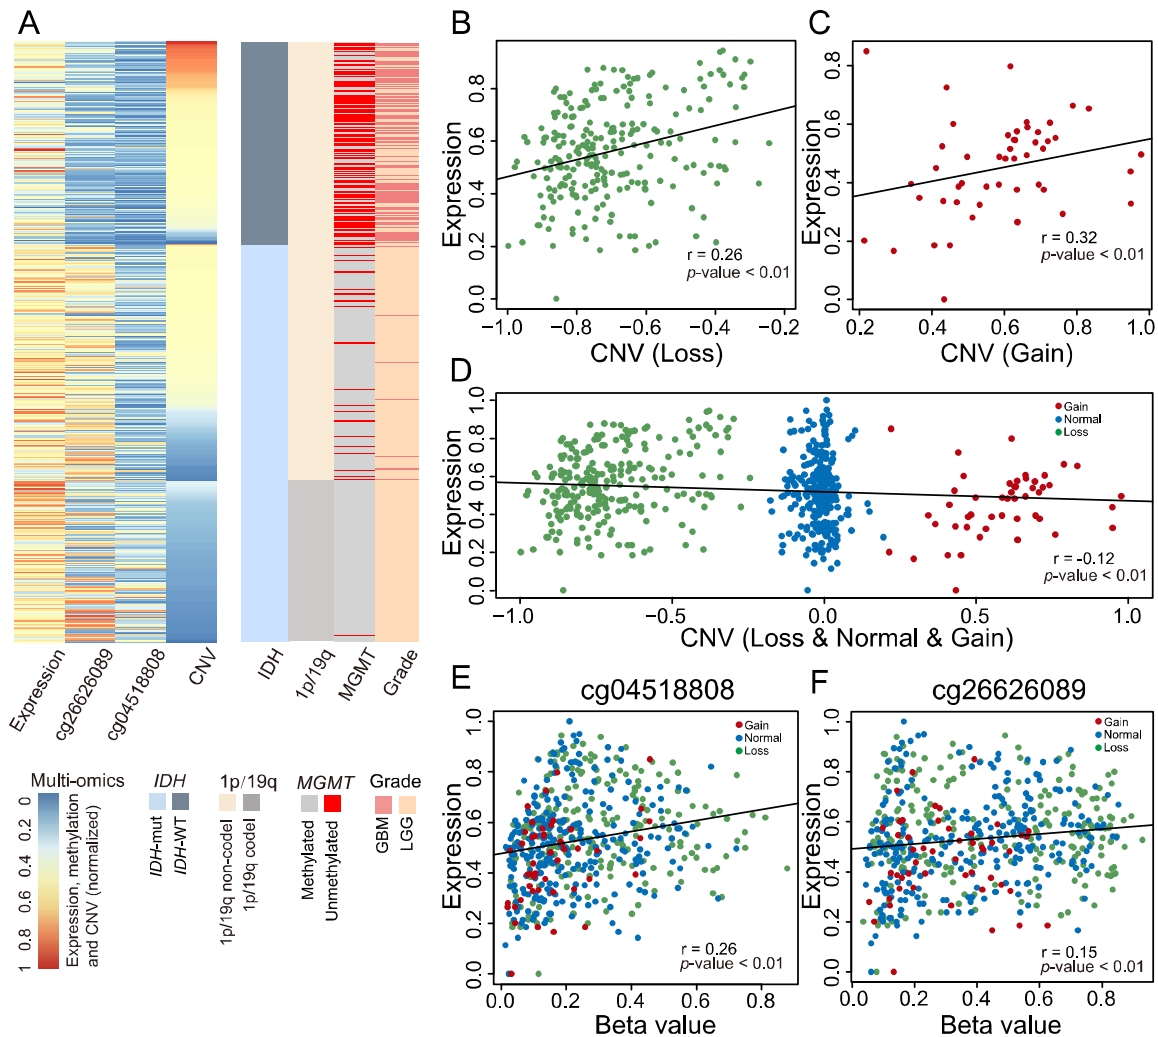 A
Expression
cg26626089
cg04518808
CNV
IDH
1p/19q
MGMT
Grade
Multi-omics
0
0.2
0.4
0.6
0.8
1
Expression, methylation
and CNV (normalized)
IDH
IDH-mut
IDH-WT
1p/19q
1p/19q non-codel
1p/19q codel
MGMT
Methylated
Unmethylated
Grade
GBM
LGG
B
Expression
0.0
0.2
0.4
0.6
0.8
r = 0.26
p-value < 0.01
−1.0
−0.8
−0.6
−0.4
−0.2
CNV (Loss)
C
Expression
0.0
0.2
0.4
0.6
0.8
r = 0.32
p-value < 0.01
0.2
0.4
0.6
0.8
1.0
CNV (Gain)
D
Expression
0.0
0.2
0.4
0.6
0.8
1.0
Gain
Normal
Loss
r = -0.12
p-value < 0.01
−1.0
−0.5
0.0
0.5
1.0
CNV (Loss & Normal & Gain)
E
cg04518808
Expression
0.0
0.2
0.4
0.6
0.8
1.0
Gain
Normal
Loss
r = 0.26
p-value < 0.01
0.0
0.2
0.4
0.6
0.8
Beta value
F
cg26626089
Expression
0.0
0.2
0.4
0.6
0.8
1.0
Gain
Normal
Loss
r = 0.15
p-value < 0.01
0.0
0.2
0.4
0.6
0.8
Beta value